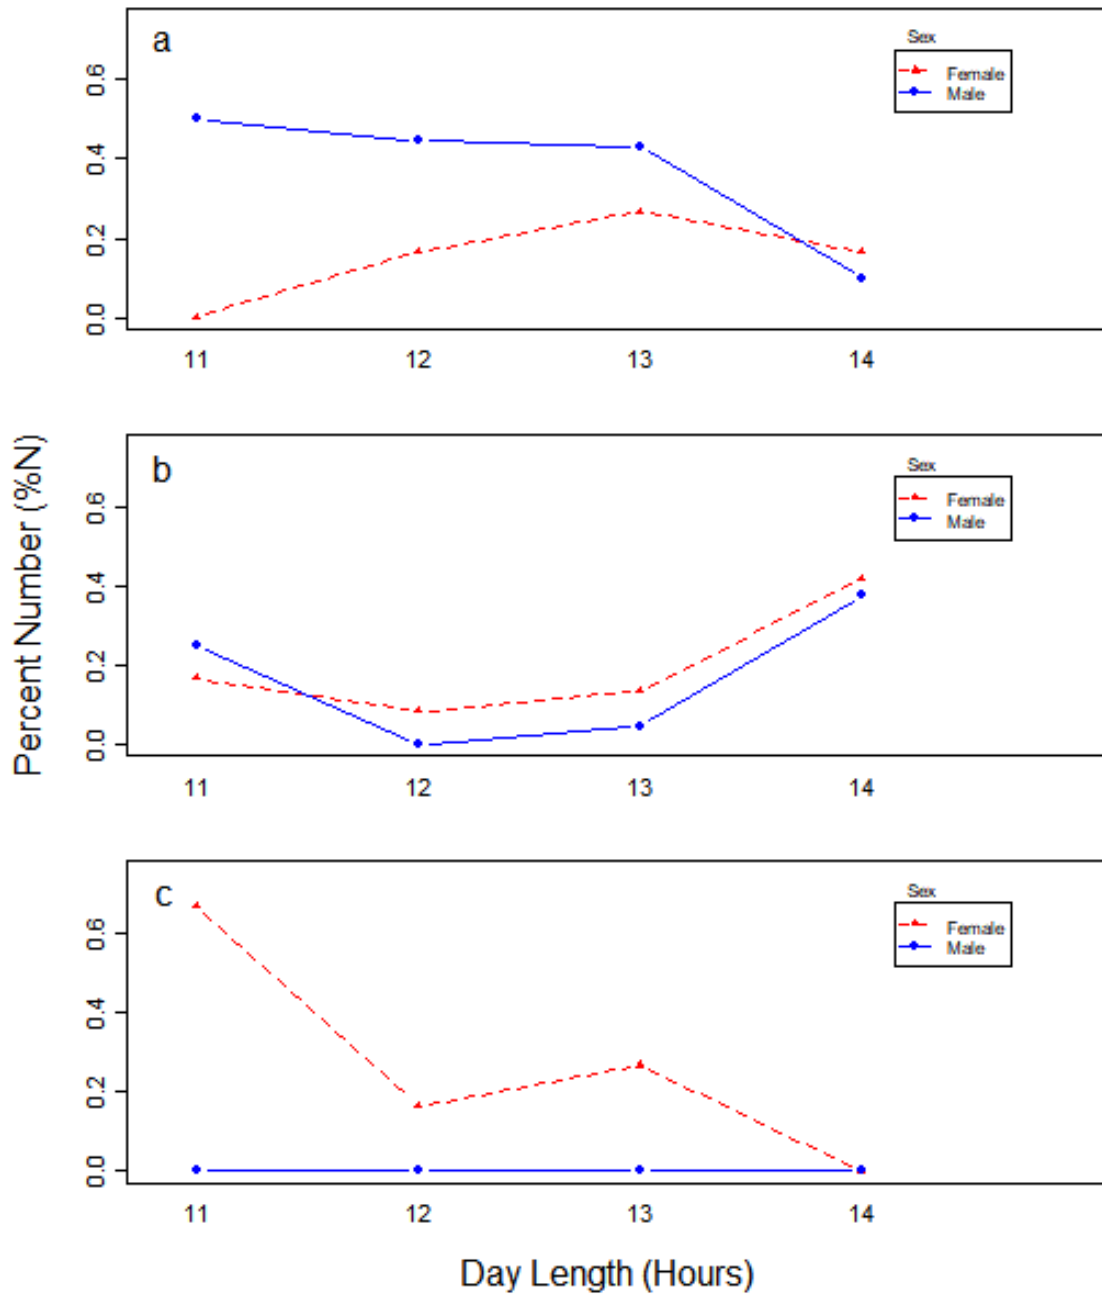 a
Sex
Female
Male
0.6
0.4
0.2
0.0
11 12 13 14
Percent Number (%N)
b
Sex
Female
Male
0.6
0.4
0.2
0.0
11 12 13 14
c
Sex
Female
Male
0.6
0.4
0.2
0.0
11 12 13 14
Day Length (Hours)